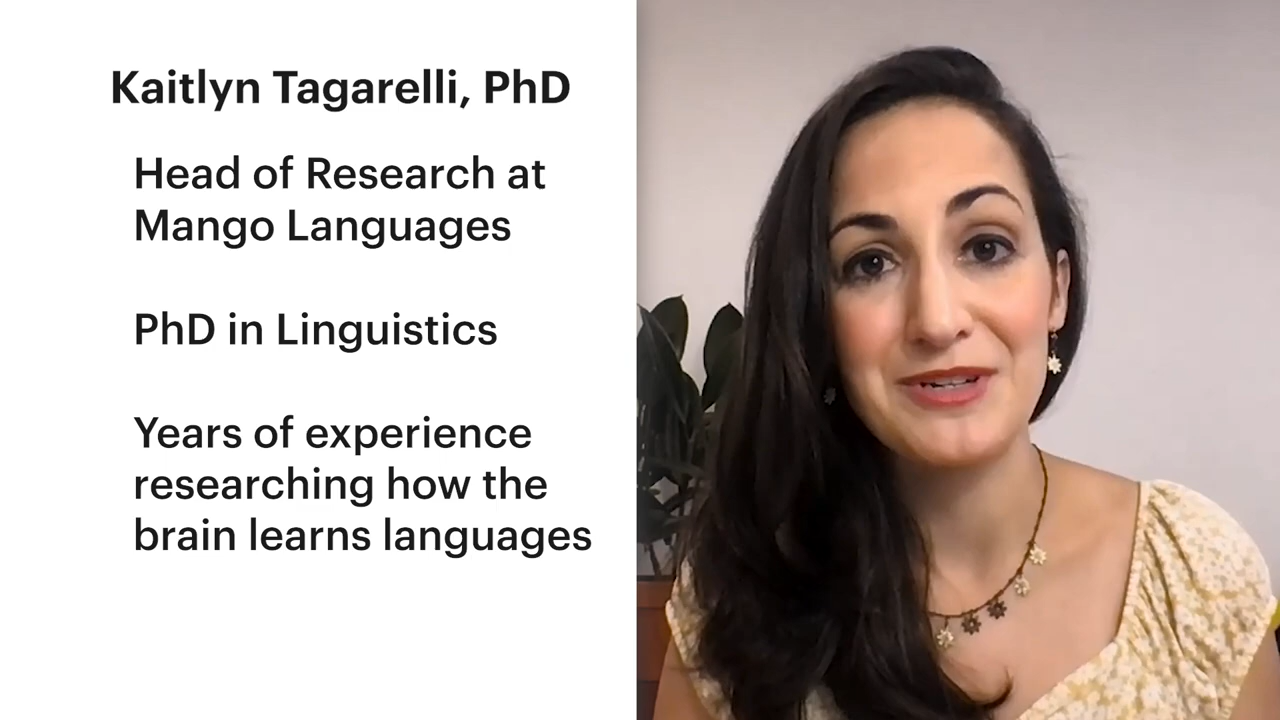 Kaitlyn Tagarelli, PhD
Head of Research at
Mango Languages
PhD in Linguistics
Years of experience
researching how the
brain learns languages